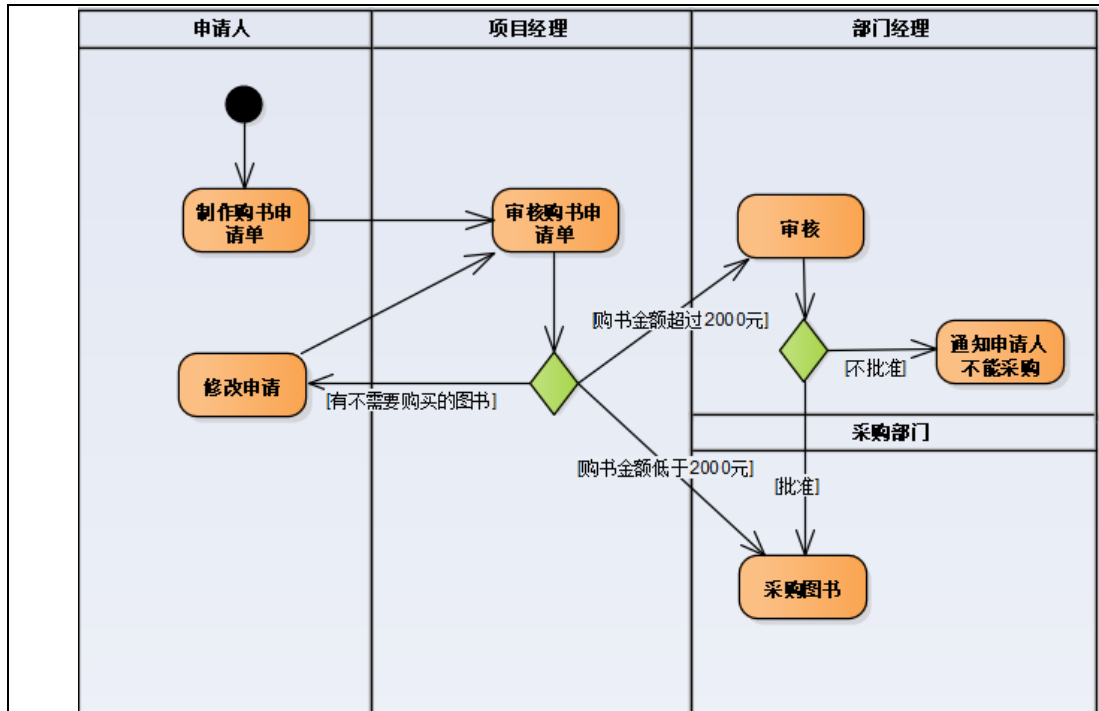 申请人
项目经理
部门经理
制作购书申
请单
审核购书申
请单
审核
[购书金额超过2000元]
通知申请人
不能采购
[不批准]
修改申请
[有不需要购买的图书]
采购部门
[购书金额低于2000元]
[批准]
采购图书